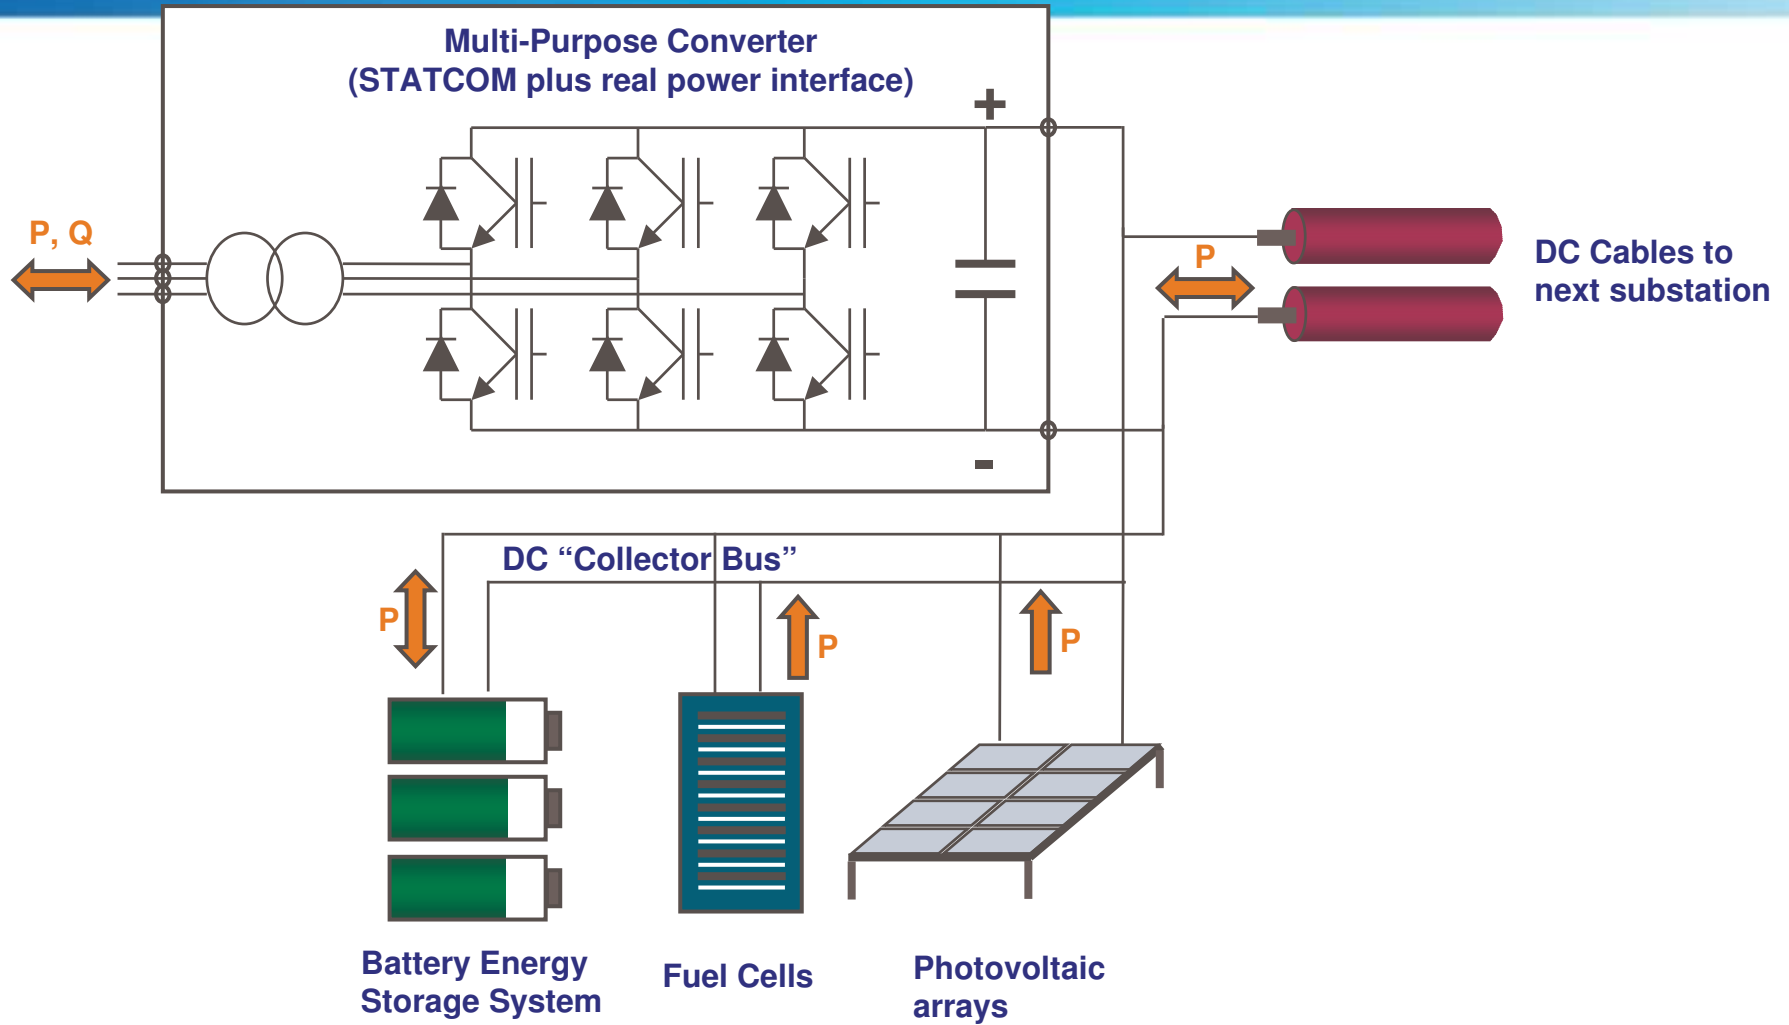 Multi-Purpose Converter
(STATCOM plus real power interface)
+
P, Q
P
DC Cables to
next substation
-
DC “Collector Bus”
P
P
P
Battery Energy
Storage System
Fuel Cells
Photovoltaic
arrays